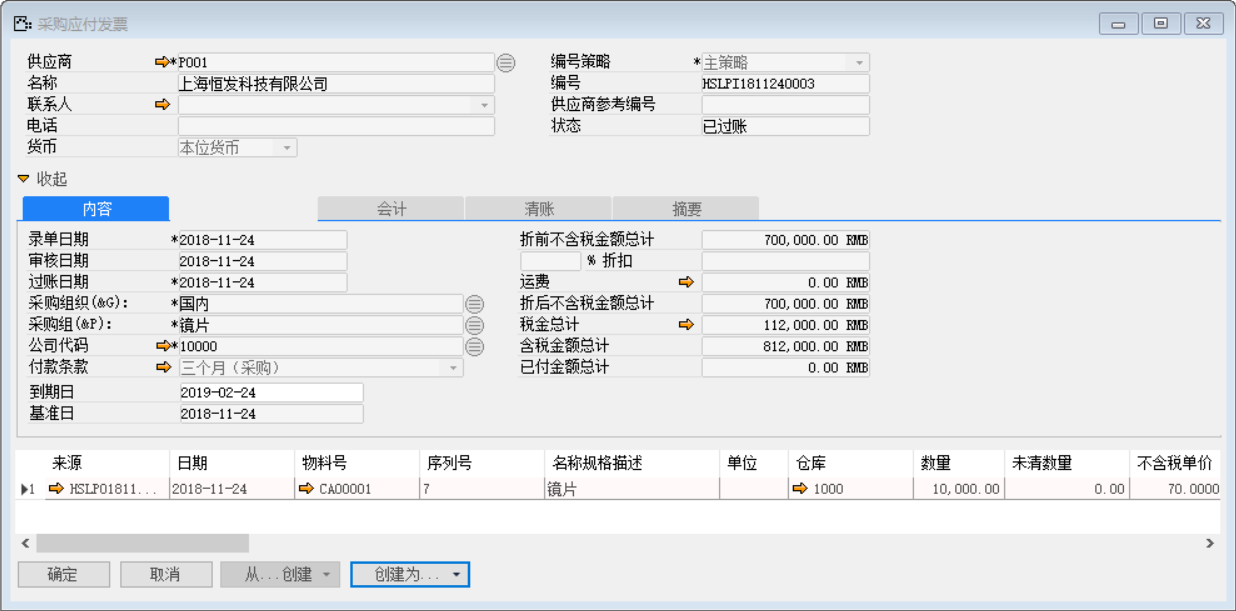 采购应付发票
供应商 *P001 编号策略 *主策略
名称 上海恒发科技有限公司 编号 HSLPI1811240003
联系人 供应商参考编号
电话 状态 已过账
货币 本位货币
收起
内容 会计 清账 摘要
录单日期 *2018-11-24 折前不含税金额总计 700,000.00 RMB
审核日期 2018-11-24 % 折扣
过账日期 *2018-11-24 运费 0.00 RMB
采购组织(&G): *国内 折后不含税金额总计 700,000.00 RMB
采购组(&P): *镜片 税金总计 112,000.00 RMB
公司代码 *10000 含税金额总计 812,000.00 RMB
付款条款 三个月（采购） 已付金额总计 0.00 RMB
到期日 2019-02-24
基准日 2018-11-24
来源 日期 物料号 序列号 名称规格描述 单位 仓库 数量 未清数量 不含税单价
1 HSLPO1811... 2018-11-24 CA00001 7 镜片 1000 10,000.00 0.00 70.0000
确定 取消 从...创建 创建为...